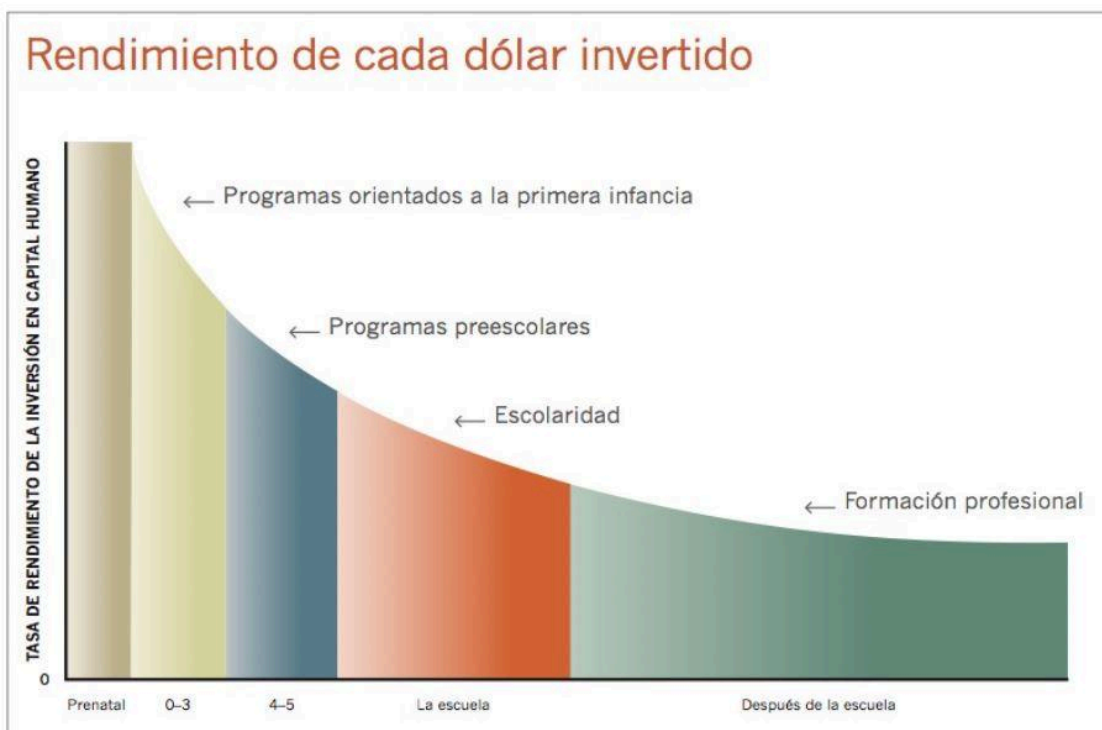 Rendimiento de cada dólar invertido
TASA DE RENDIMIENTO DE LA INVERSIÓN EN CAPITAL HUMANO
← Programas orientados a la primera infancia
← Programas preescolares
← Escolaridad
← Formación profesional
0
Prenatal 0–3 4–5 La escuela Después de la escuela